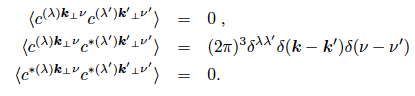 ⟨c^{(λ)k_⊥ν} c^{(λ′)k′_⊥ν′}⟩ = 0 ,
⟨c^{(λ)k_⊥ν} c^{*(λ′)k′_⊥ν′}⟩ = (2π)^3 δ^{λλ′} δ(k − k′)δ(ν − ν′)
⟨c^{*(λ)k_⊥ν} c^{*(λ′)k′_⊥ν′}⟩ = 0.